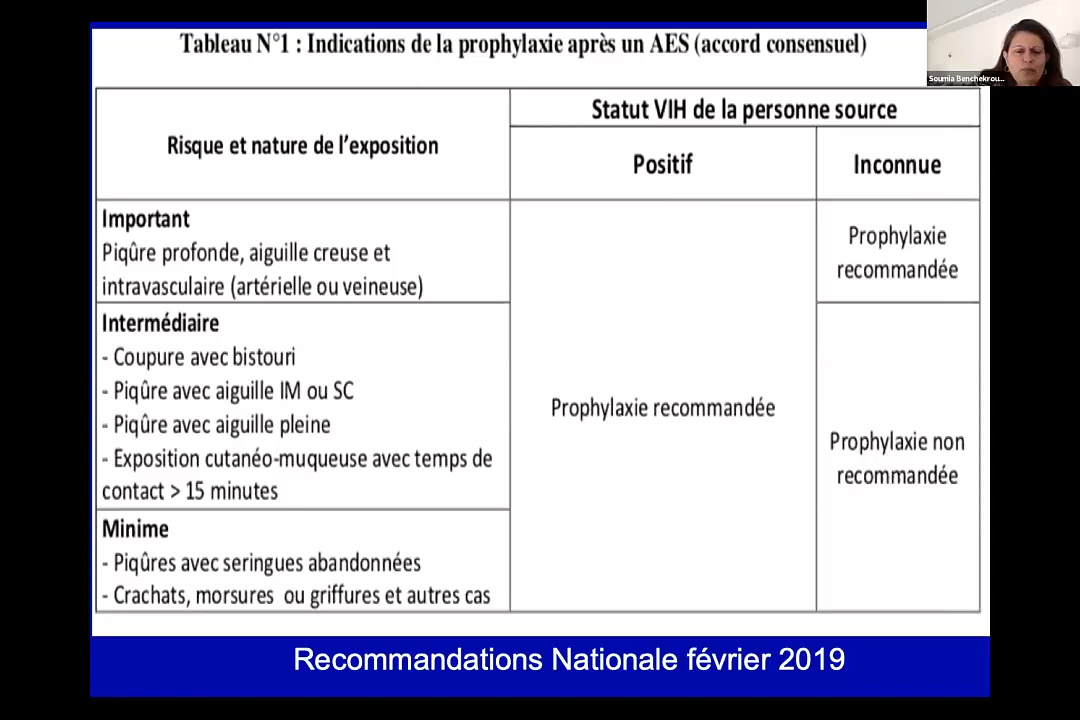 Tableau N°1 : Indications de la prophylaxie après un AES (accord consensuel)
Soumia Benchekrou...
Risque et nature de l'exposition
Statut VIH de la personne source
Positif
Inconnue
Important
Piqûre profonde, aiguille creuse et
intravasculaire (artérielle ou veineuse)
Prophylaxie
recommandée
Intermédiaire
- Coupure avec bistouri
- Piqûre avec aiguille IM ou SC
- Piqûre avec aiguille pleine
- Exposition cutanéo-muqueuse avec temps de
contact > 15 minutes
Prophylaxie recommandée
Prophylaxie non
recommandée
Minime
- Piqûres avec seringues abandonnées
- Crachats, morsures ou griffures et autres cas
Recommandations Nationale février 2019